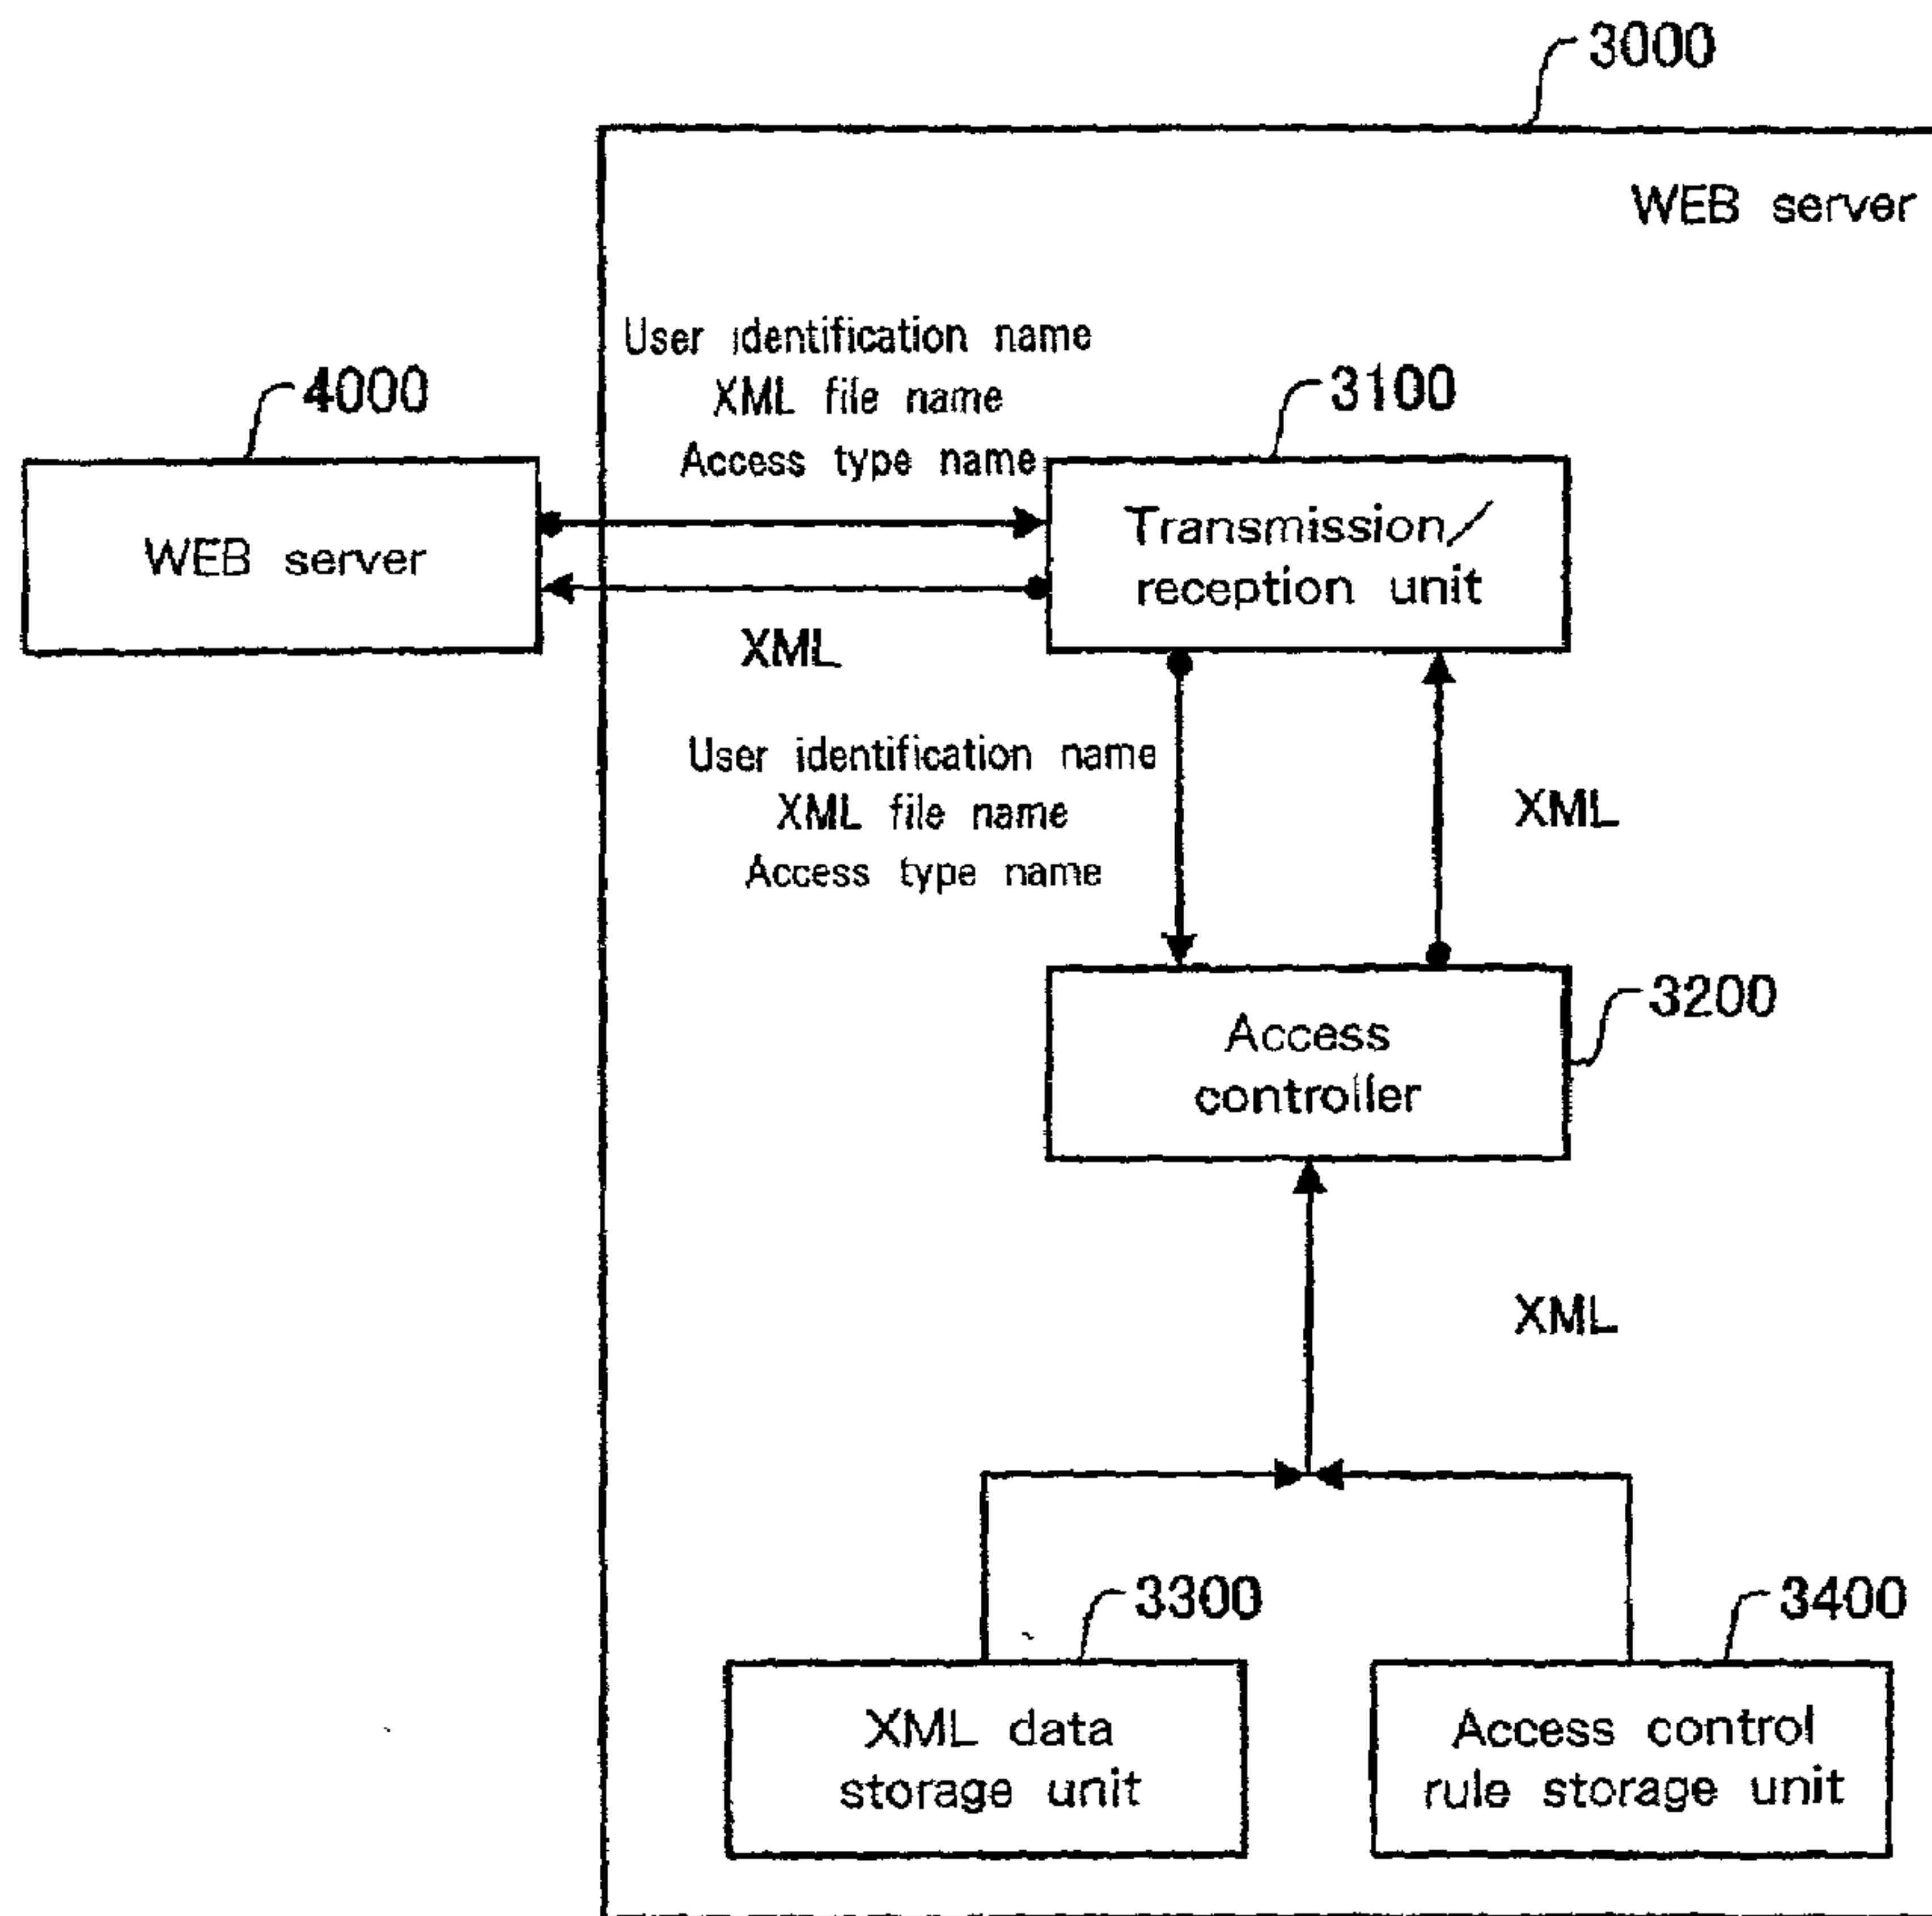 3000
WEB server
User identification name
XML file name
Access type name
4000
3100
WEB server
Transmission/
reception unit
XML
User identification name
XML file name
Access type name
XML
3200
Access
controller
XML
3300
3400
XML data
storage unit
Access control
rule storage unit